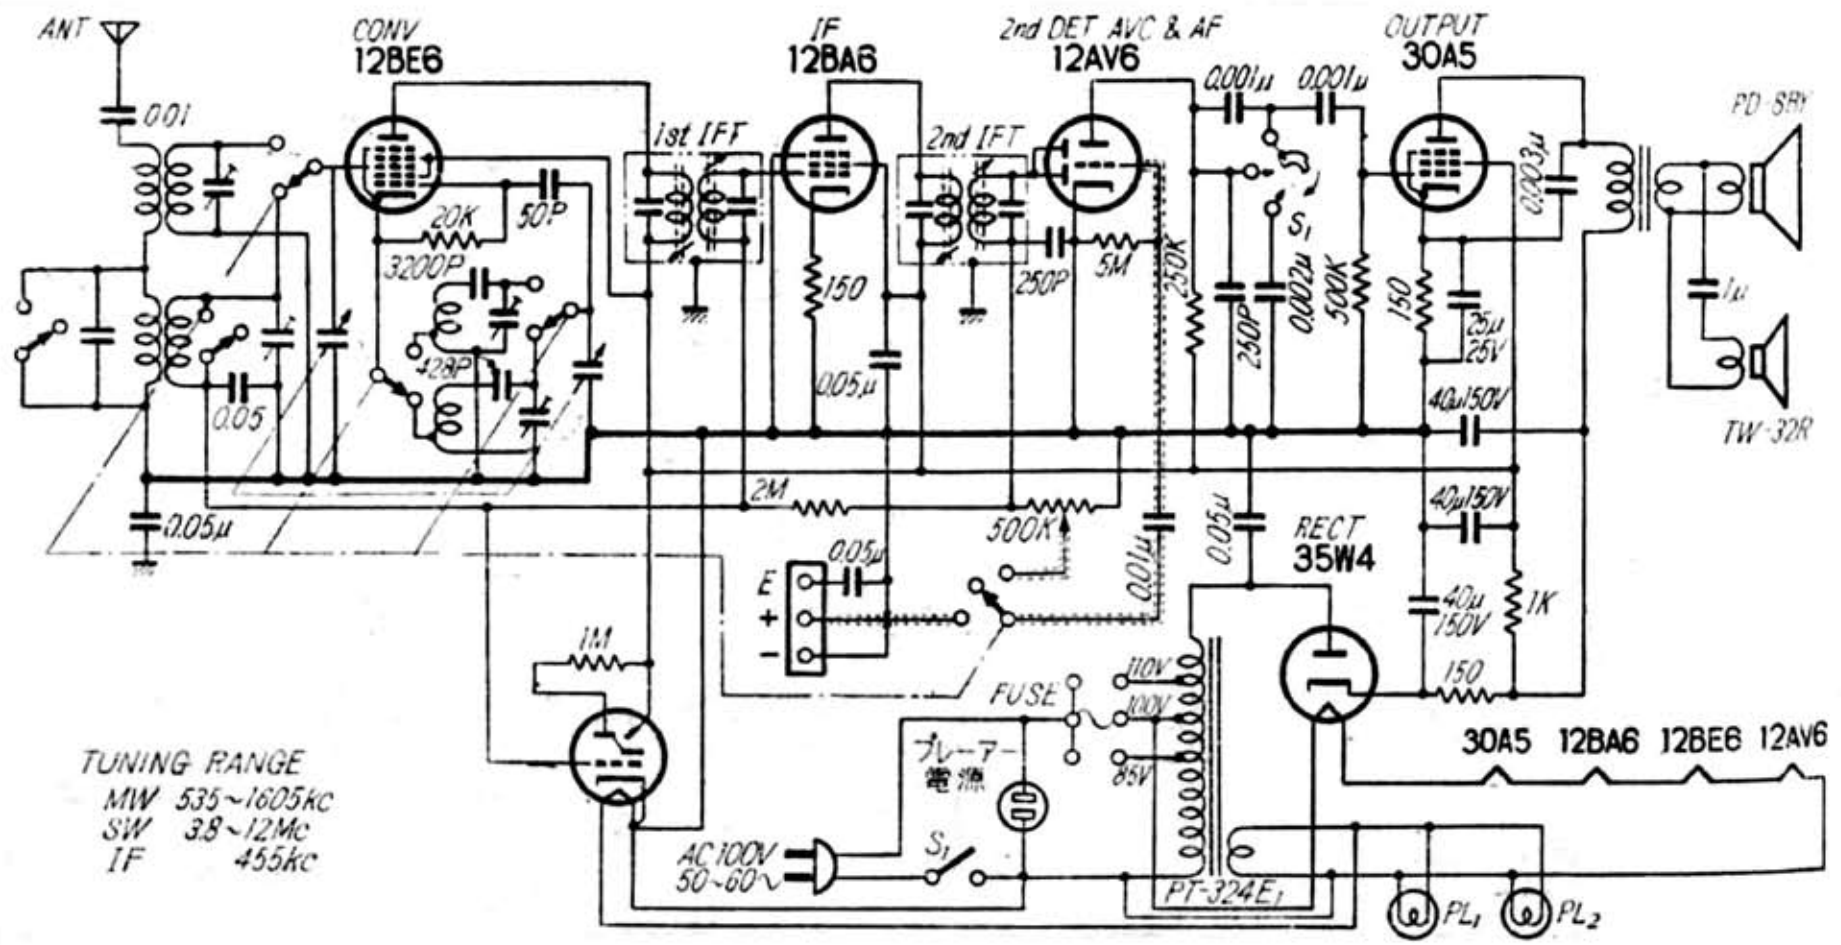 ANT
CONV
12BE6
IF
12BA6
2nd DET AVC & AF
12AV6
OUTPUT
30A5
0.01
1st IFT
2nd IFT
0.001μ
0.001μ
PD-8BY
0.003μ
20K
50P
3200P
150
250P
5M
250K
S1
250P
0.002μ
500K
150
25μ
25V
1μ
428P
0.05
0.05μ
40μ150V
TW-32R
0.05μ
2M
500K
0.01μ
0.05μ
RECT
35W4
40μ150V
0.05μ
E
+
-
40μ
150V
1K
1M
FUSE
110V
100V
85V
150
プレーアー
電源
30A5 12BA6 12BE6 12AV6
TUNING RANGE
MW 535~1605kc
SW 3.8~12Mc
IF 455kc
AC100V
50~60~
S1
PT-324E1
PL1
PL2